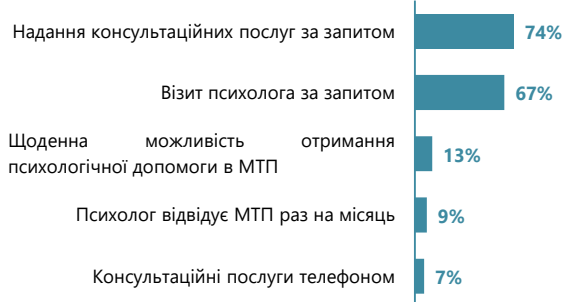 Надання консультаційних послуг за запитом 74%
Візит психолога за запитом 67%
Щоденна можливість отримання
психологічної допомоги в МТП 13%
Психолог відвідує МТП раз на місяць 9%
Консультаційні послуги телефоном 7%